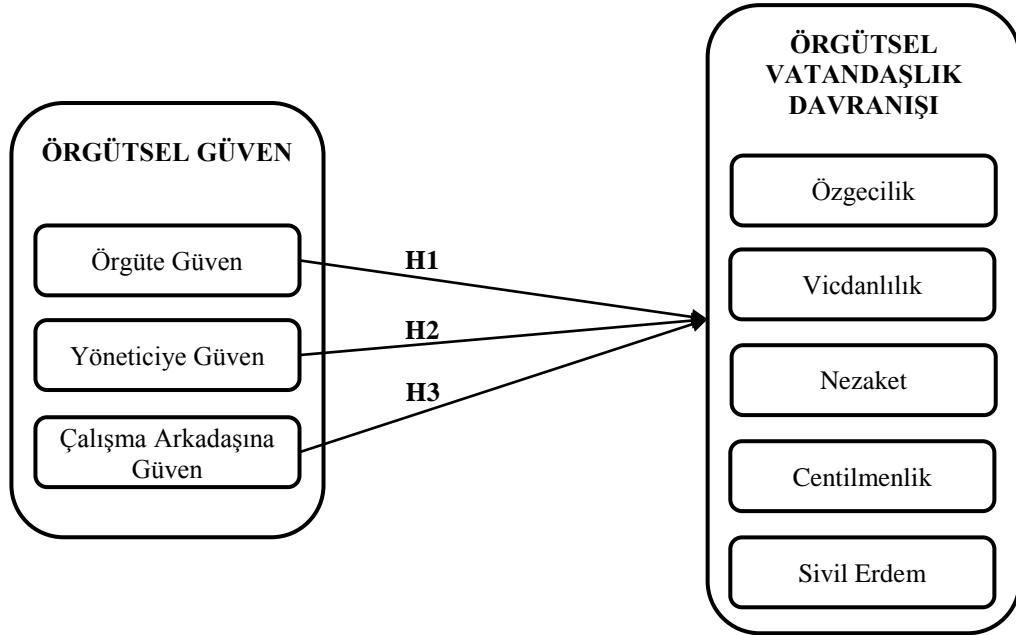 ÖRGÜTSEL GÜVEN
Örgüte Güven
Yöneticiye Güven
Çalışma Arkadaşına
Güven
H1
H2
H3
ÖRGÜTSEL
VATANDAŞLIK
DAVRANIŞI
Özgecilik
Vicdanlılık
Nezaket
Centilmenlik
Sivil Erdem